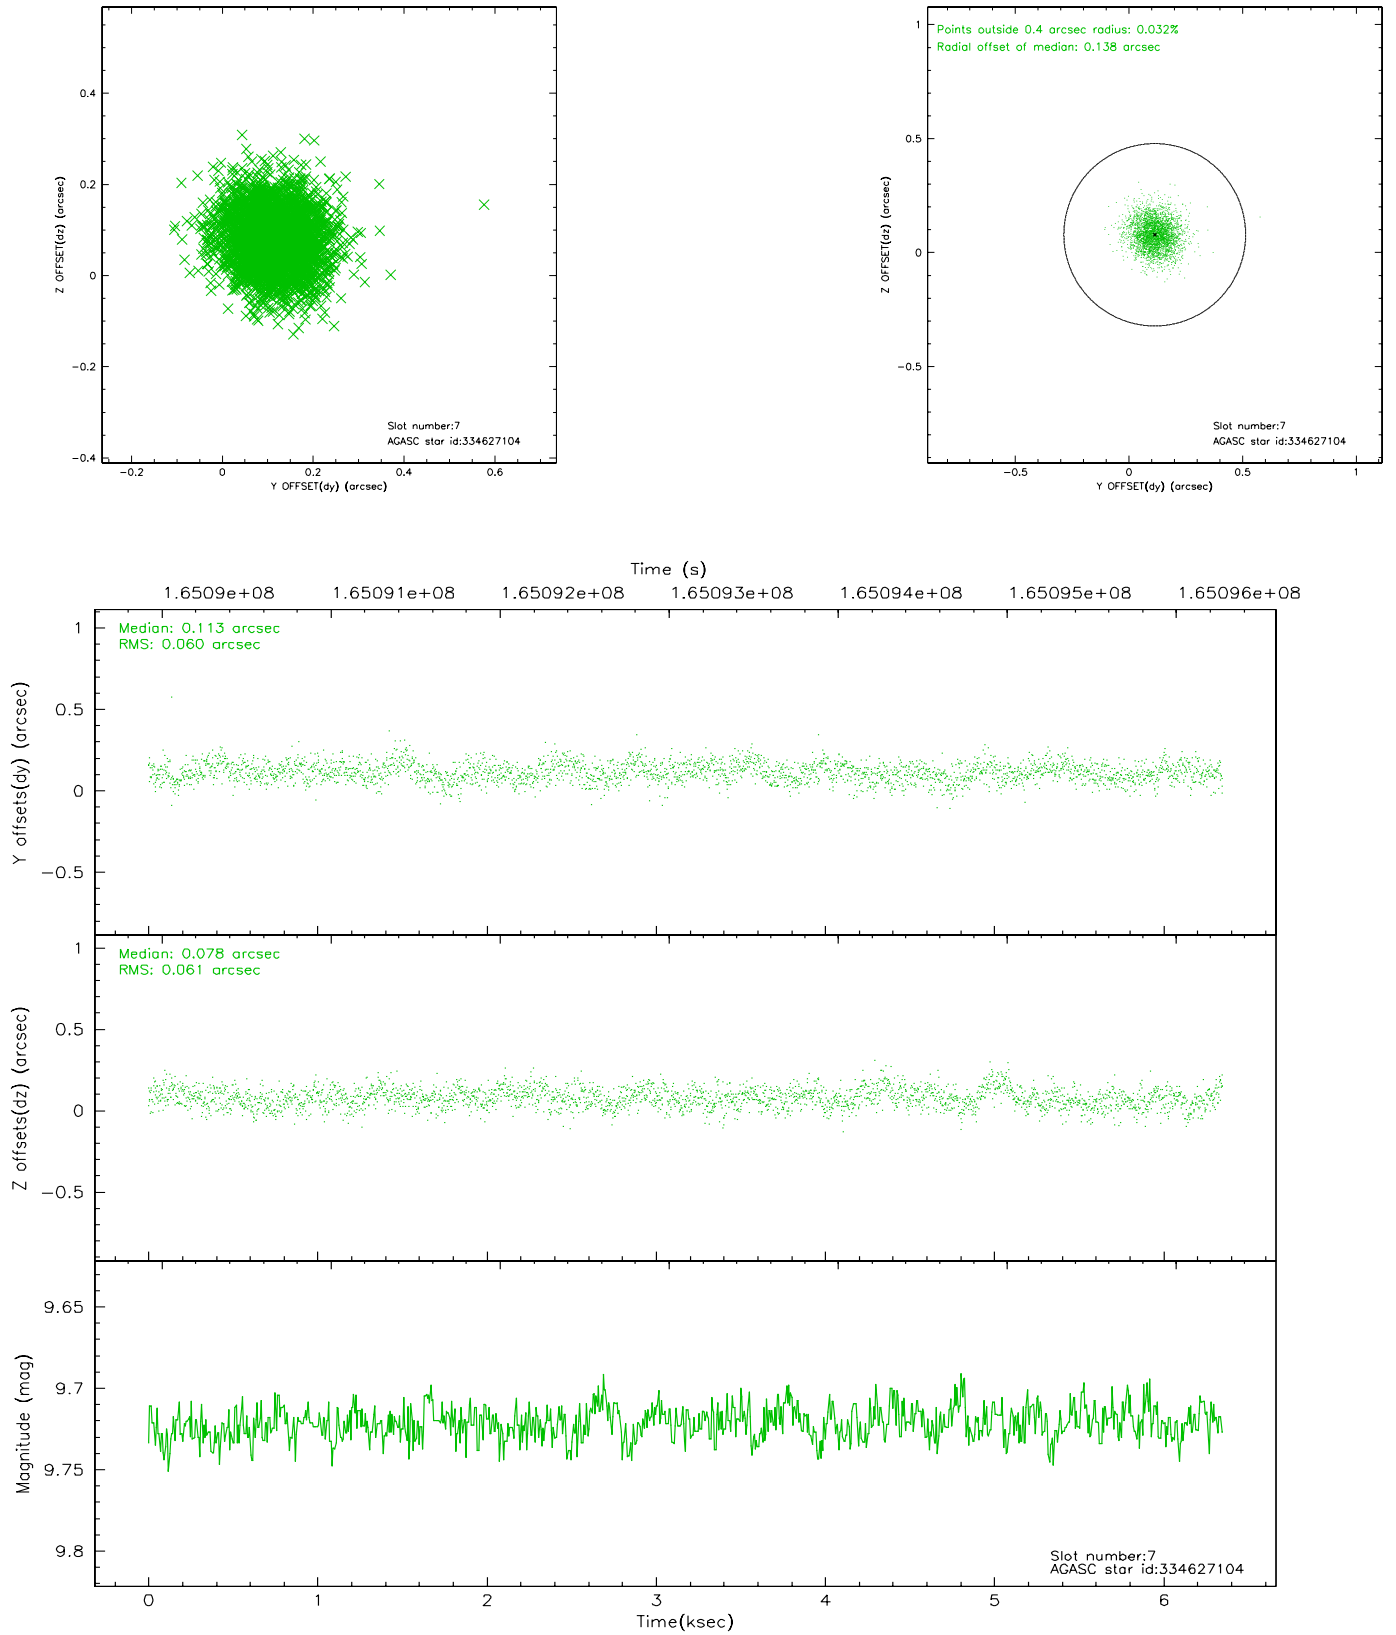 0.4
0.2
0
−0.2
−0.4
Z OFFSET(dz) (arcsec)
−0.2 0 0.2 0.4 0.6
Y OFFSET(dy) (arcsec)
Slot number:7
AGASC star id:334627104
Points outside 0.4 arcsec radius: 0.032%
Radial offset of median: 0.138 arcsec
1
0.5
0
−0.5
Z OFFSET(dz) (arcsec)
−0.5 0 0.5 1
Y OFFSET(dy) (arcsec)
Slot number:7
AGASC star id:334627104
Time (s)
1.6509e+08 1.65091e+08 1.65092e+08 1.65093e+08 1.65094e+08 1.65095e+08 1.65096e+08
Median: 0.113 arcsec
RMS: 0.060 arcsec
1
0.5
0
−0.5
Y offsets(dy) (arcsec)
Median: 0.078 arcsec
RMS: 0.061 arcsec
1
0.5
0
−0.5
Z offsets(dz) (arcsec)
9.65
9.7
9.75
9.8
Magnitude (mag)
Slot number:7
AGASC star id:334627104
0 1 2 3 4 5 6
Time(ksec)